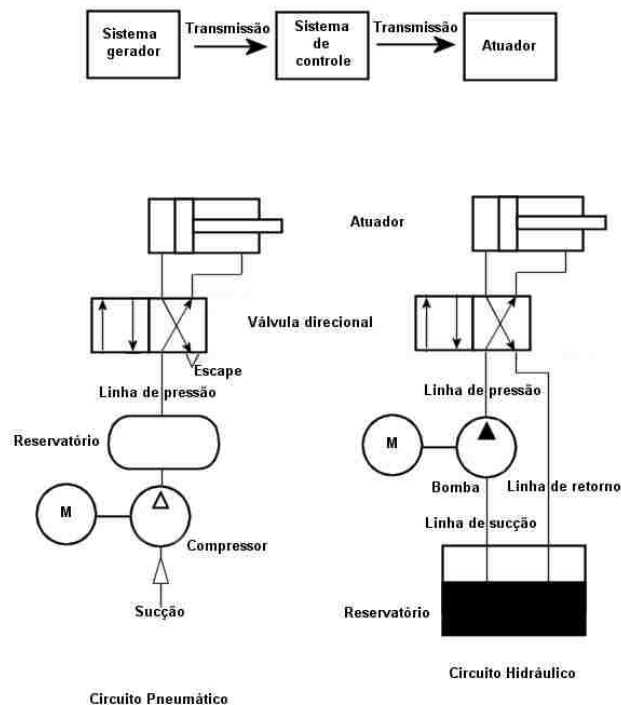 Sistema
gerador
Transmissão
Sistema
de
controle
Transmissão
Atuador
Atuador
Válvula direcional
Escape
Linha de pressão
Linha de pressão
Reservatório
M
M
Bomba
Linha de retorno
Linha de sucção
Compressor
Sucção
Reservatório
Circuito Hidráulico
Circuito Pneumático